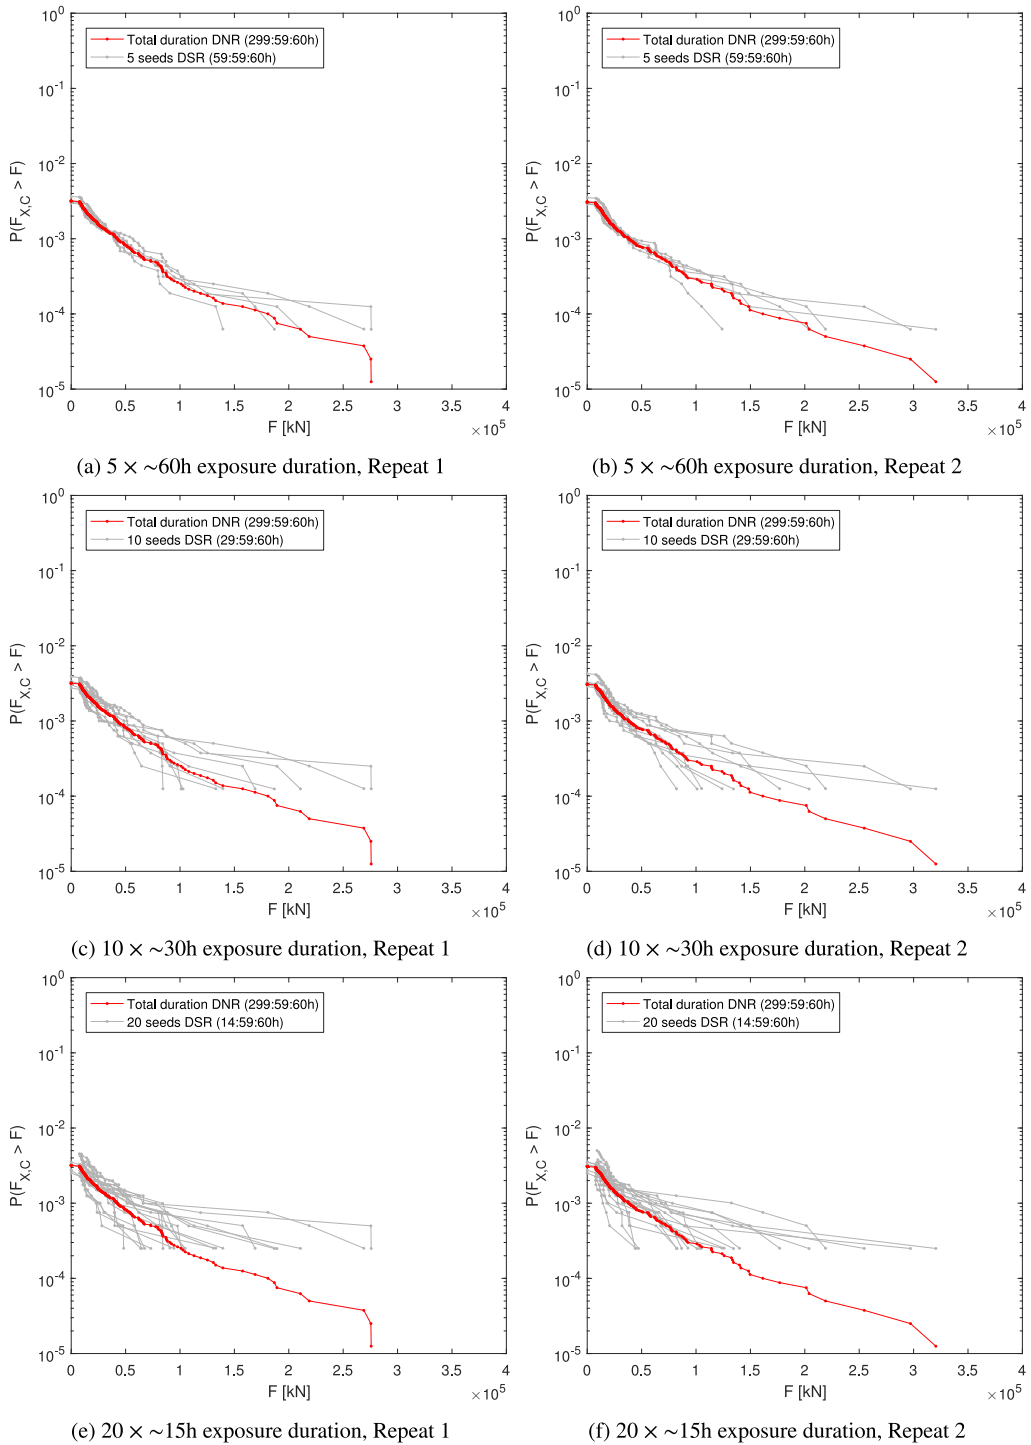 10^0
10^-1
10^-2
10^-3
10^-4
10^-5
P(F_X,C > F)
Total duration DNR (299:59:60h)
5 seeds DSR (59:59:60h)
0 0.5 1 1.5 2 2.5 3 3.5 4
F [kN]
×10^5
(a) 5 × ~60h exposure duration, Repeat 1
10^0
10^-1
10^-2
10^-3
10^-4
10^-5
P(F_X,C > F)
Total duration DNR (299:59:60h)
5 seeds DSR (59:59:60h)
0 0.5 1 1.5 2 2.5 3 3.5 4
F [kN]
×10^5
(b) 5 × ~60h exposure duration, Repeat 2
10^0
10^-1
10^-2
10^-3
10^-4
10^-5
P(F_X,C > F)
Total duration DNR (299:59:60h)
10 seeds DSR (29:59:60h)
0 0.5 1 1.5 2 2.5 3 3.5 4
F [kN]
×10^5
(c) 10 × ~30h exposure duration, Repeat 1
10^0
10^-1
10^-2
10^-3
10^-4
10^-5
P(F_X,C > F)
Total duration DNR (299:59:60h)
10 seeds DSR (29:59:60h)
0 0.5 1 1.5 2 2.5 3 3.5 4
F [kN]
×10^5
(d) 10 × ~30h exposure duration, Repeat 2
10^0
10^-1
10^-2
10^-3
10^-4
10^-5
P(F_X,C > F)
Total duration DNR (299:59:60h)
20 seeds DSR (14:59:60h)
0 0.5 1 1.5 2 2.5 3 3.5 4
F [kN]
×10^5
(e) 20 × ~15h exposure duration, Repeat 1
10^0
10^-1
10^-2
10^-3
10^-4
10^-5
P(F_X,C > F)
Total duration DNR (299:59:60h)
20 seeds DSR (14:59:60h)
0 0.5 1 1.5 2 2.5 3 3.5 4
F [kN]
×10^5
(f) 20 × ~15h exposure duration, Repeat 2